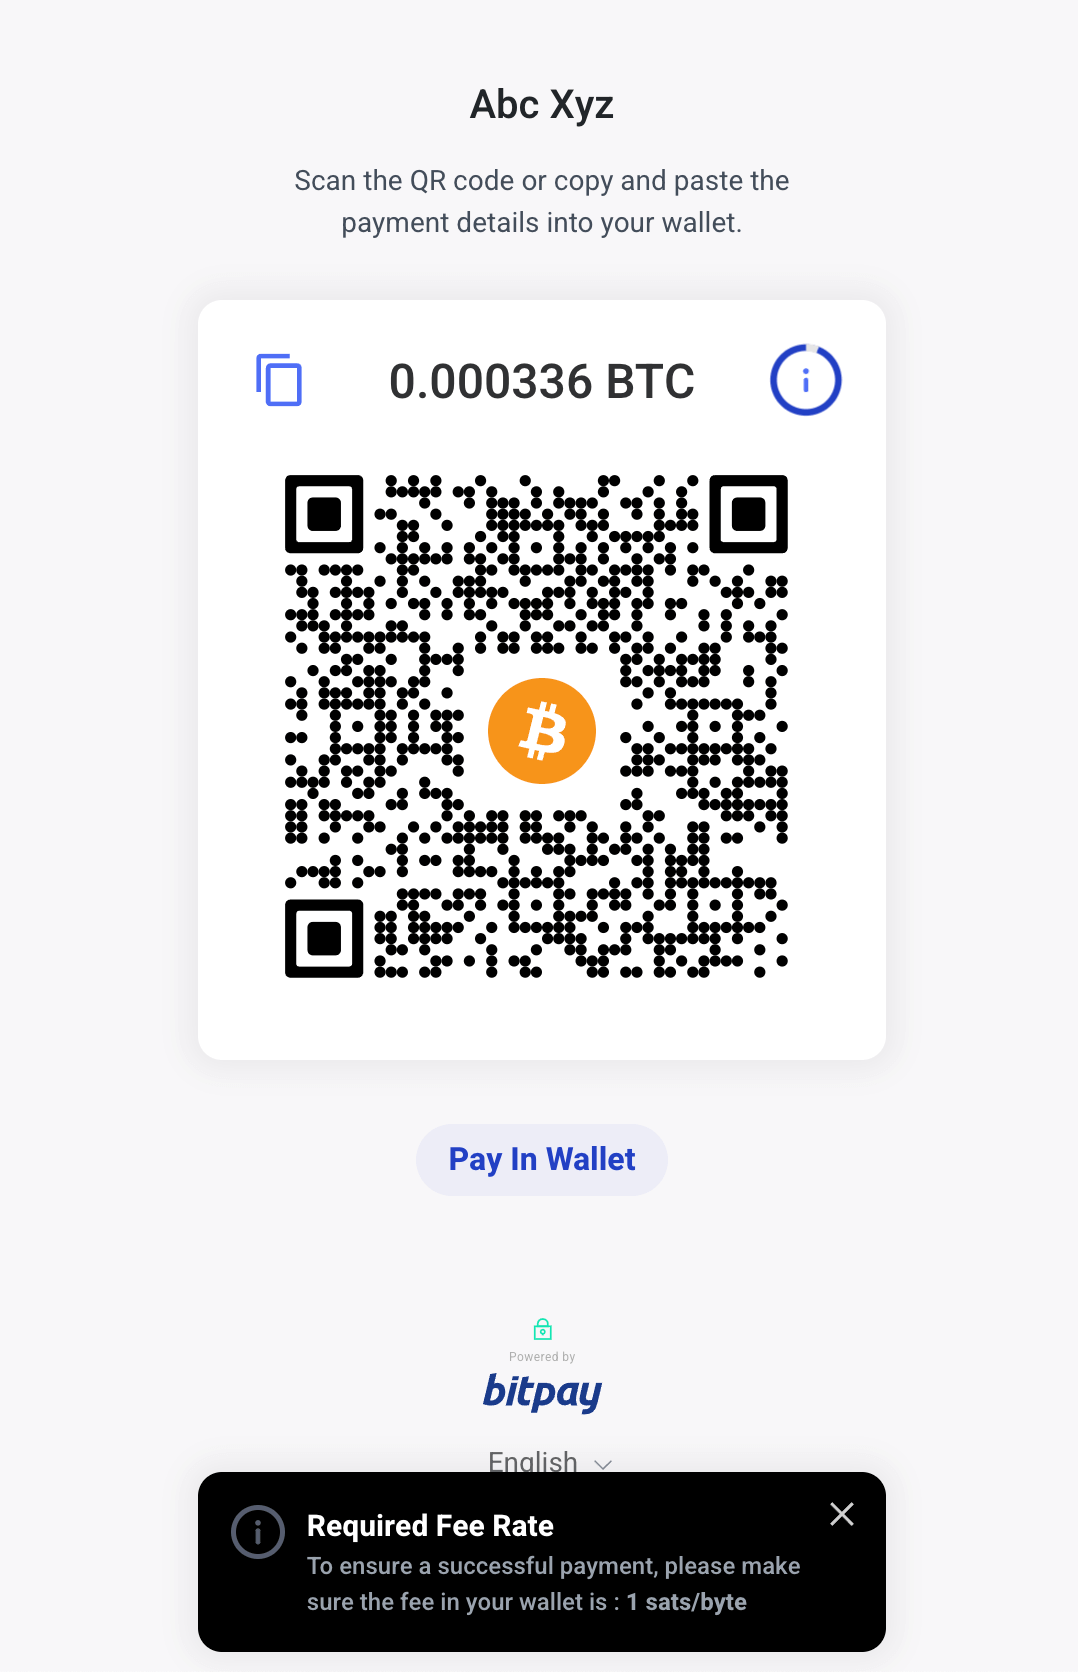 Abc Xyz
Scan the QR code or copy and paste the
payment details into your wallet.
0.000336 BTC
Pay In Wallet
Powered by
bitpay
English
Required Fee Rate
To ensure a successful payment, please make
sure the fee in your wallet is : 1 sats/byte